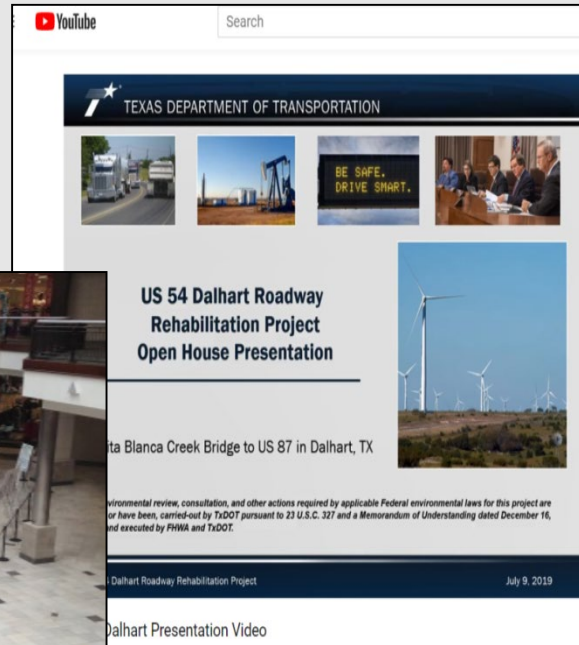 YouTube
Search
TEXAS DEPARTMENT OF TRANSPORTATION
BE SAFE.
DRIVE SMART.
US 54 Dalhart Roadway
Rehabilitation Project
Open House Presentation
ita Blanca Creek Bridge to US 87 in Dalhart, TX
vironmental review, consultation, and other actions required by applicable Federal environmental laws for this project are
or have been, carried-out by TxDOT pursuant to 23 U.S.C. 327 and a Memorandum of Understanding dated December 16,
and executed by FHWA and TxDOT.
Dalhart Roadway Rehabilitation Project
July 9, 2019
Dalhart Presentation Video